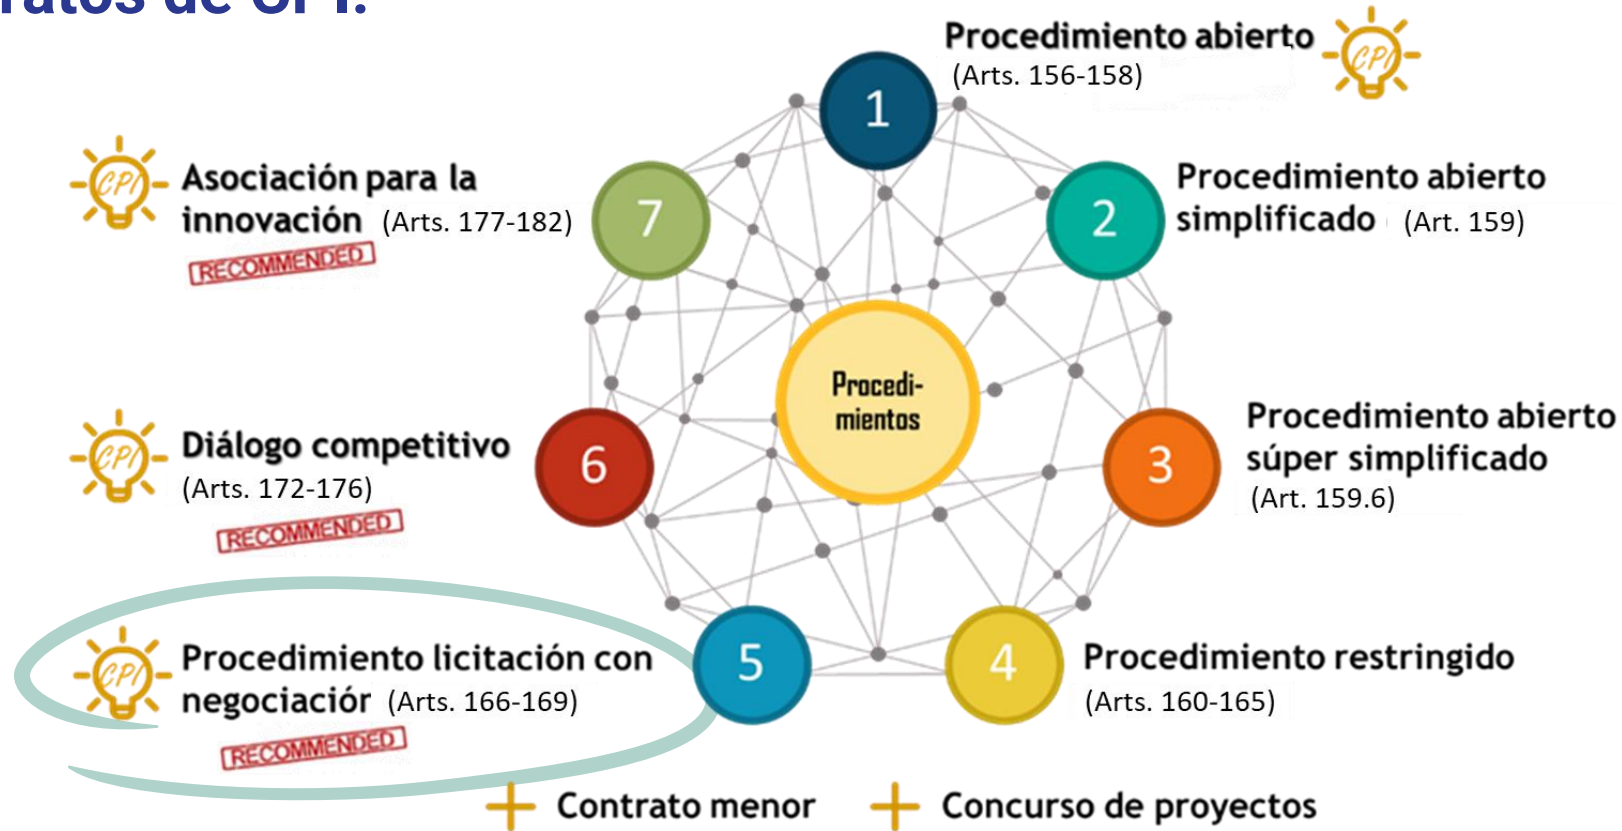 ratos de CPI.
Procedimiento abierto
(Arts. 156-158)
CPI
1
Procedimiento abierto
simplificado (Art. 159)
2
Procedimiento abierto
súper simplificado
(Art. 159.6)
3
Procedimiento restringido
(Arts. 160-165)
4
Procedimiento licitación con
negociaciór (Arts. 166-169)
CPI
RECOMMENDED
5
Diálogo competitivo
(Arts. 172-176)
CPI
RECOMMENDED
6
Asociación para la
innovación (Arts. 177-182)
CPI
RECOMMENDED
7
Procedi-
mientos
+ Contrato menor
+ Concurso de proyectos